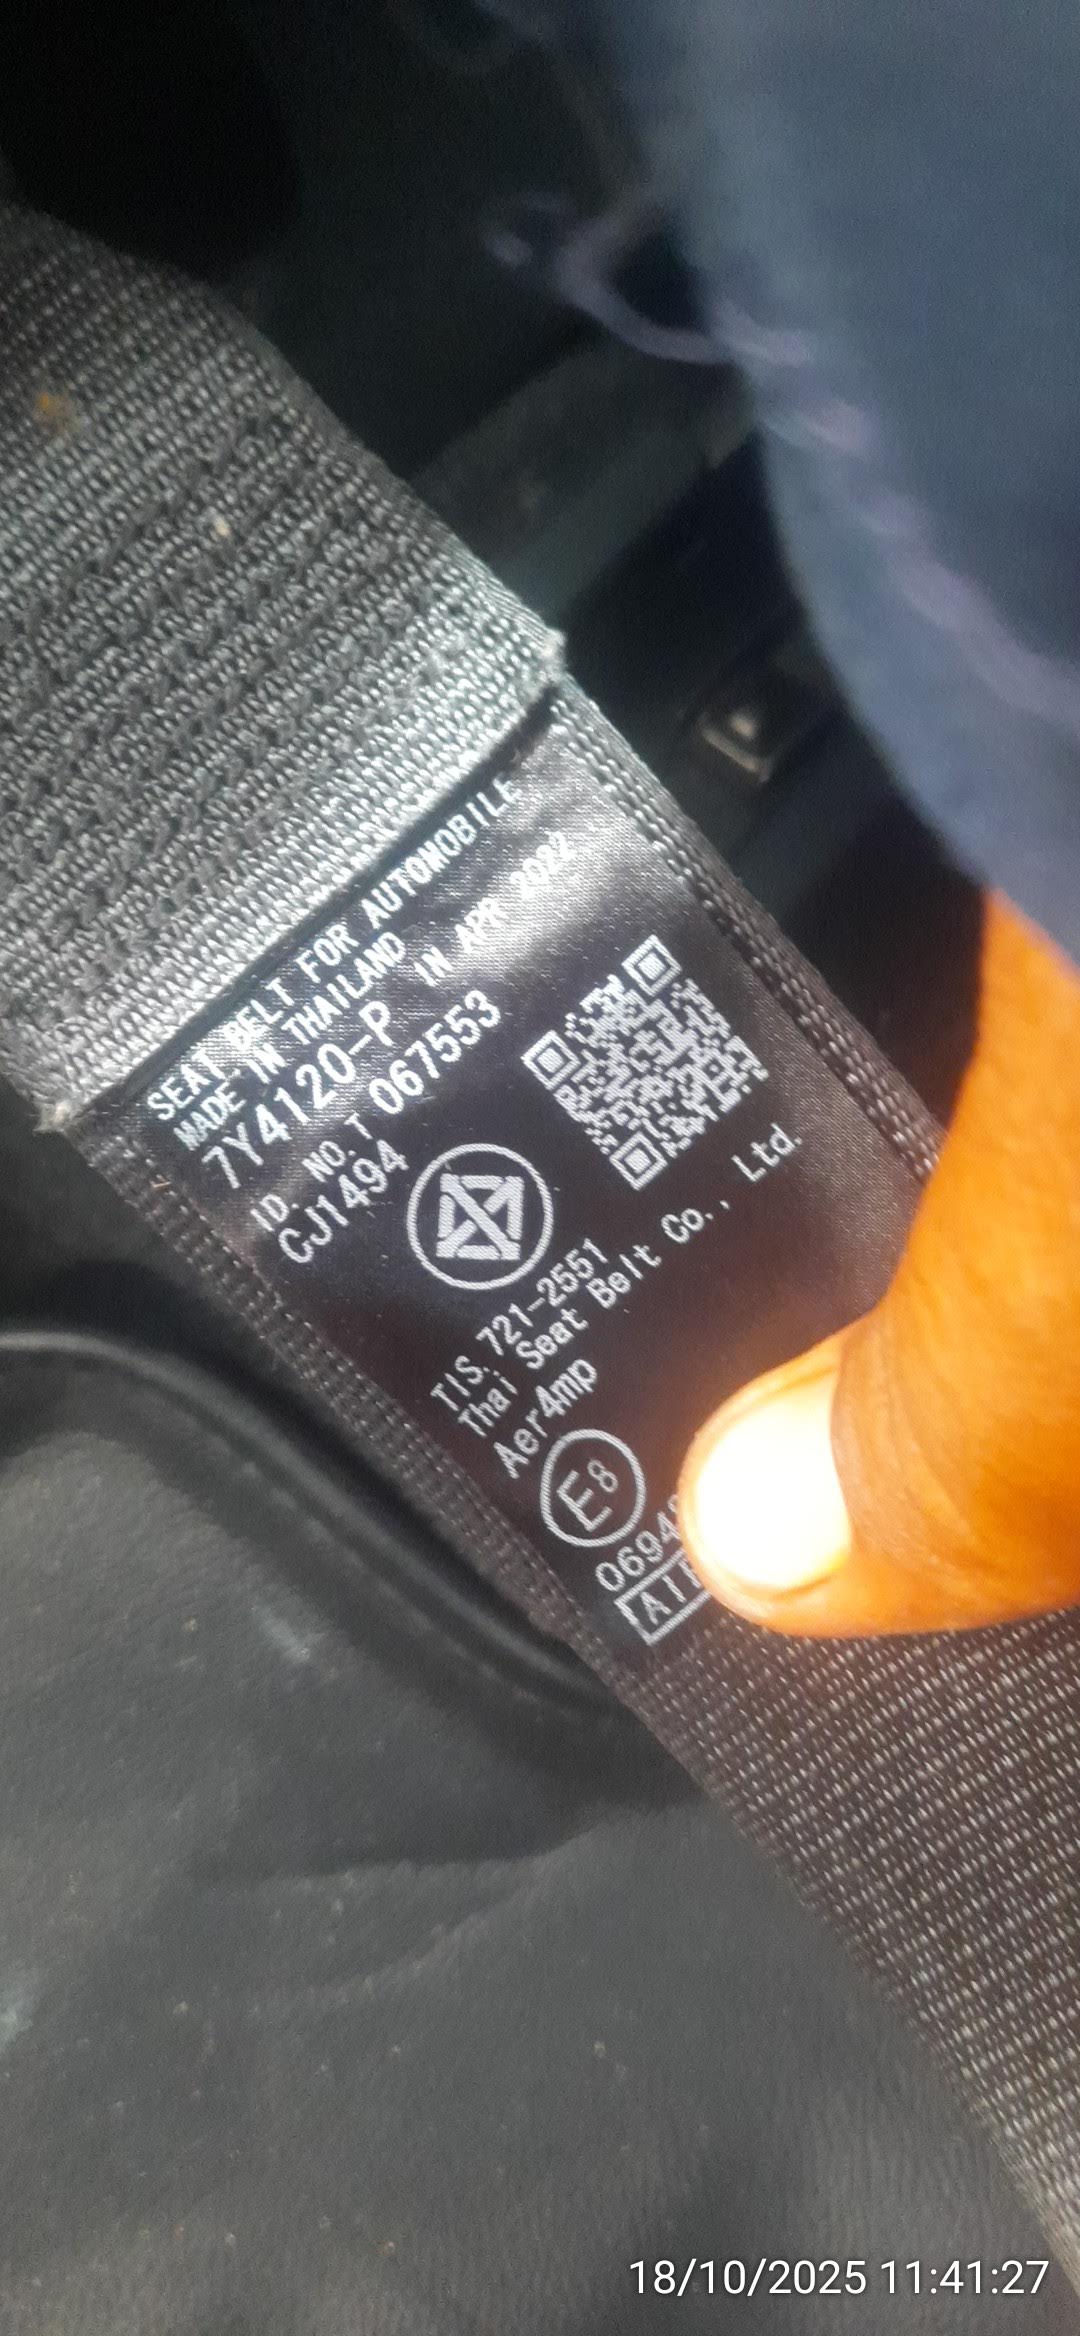 SEAT BELT FOR AUTOMOBILE
MADE IN THAILAND
7Y4120-P IN APR 2022
ID. NO. T 067553
CJ1494
TIS. 721-2551
Thai Seat Belt Co., Ltd.
Aer4mp
E8
18/10/2025 11:41:27